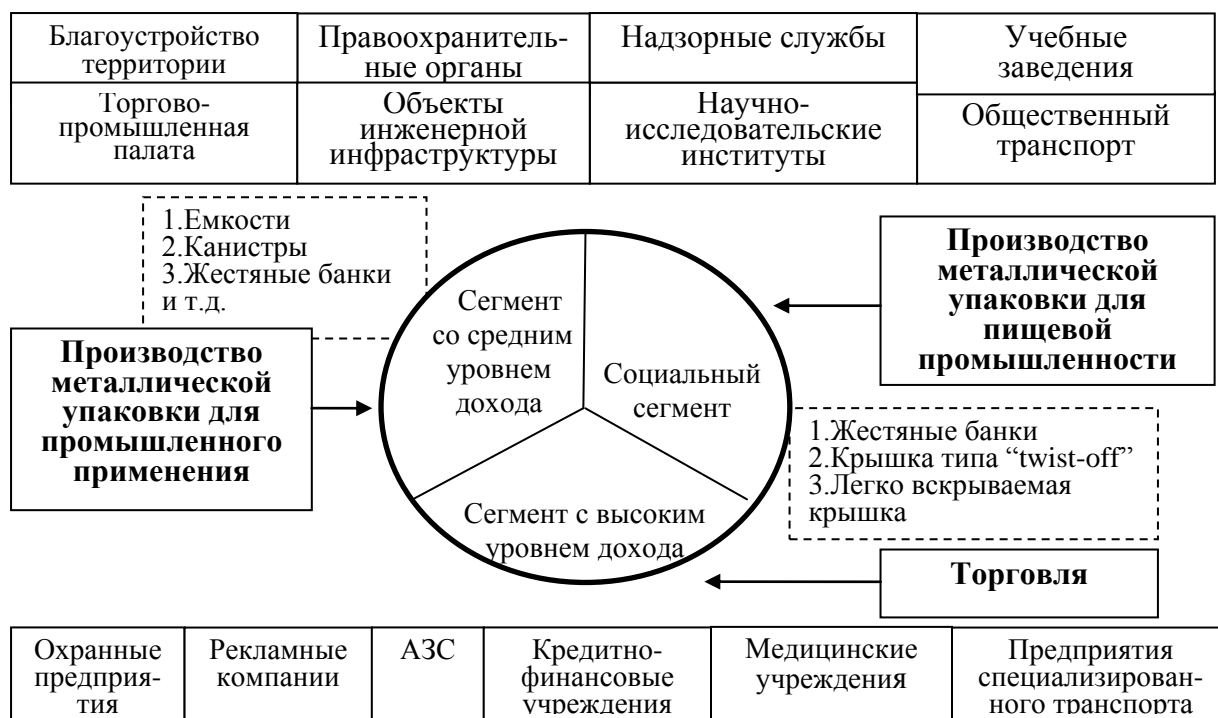 Благоустройство
территории
Правоохранитель-
ные органы
Надзорные службы
Учебные
заведения
Торгово-
промышленная
палата
Объекты
инженерной
инфраструктуры
Научно-
исследовательские
институты
Общественный
транспорт
1.Емкости
2.Канистры
3.Жестяные банки
и т.д.
Производство
металлической
упаковки для
пищевой
промышленности
Сегмент
со средним
уровнем
дохода
Социальный
сегмент
Производство
металлической
упаковки для
промышленного
применения
1.Жестяные банки
2.Крышка типа “twist-off”
3.Легко вскрываемая
крышка
Сегмент с высоким
уровнем дохода
Торговля
Охранные
предприя-
тия
Рекламные
компании
АЗС
Кредитно-
финансовые
учреждения
Медицинские
учреждения
Предприятия
специализирован-
ного транспорта